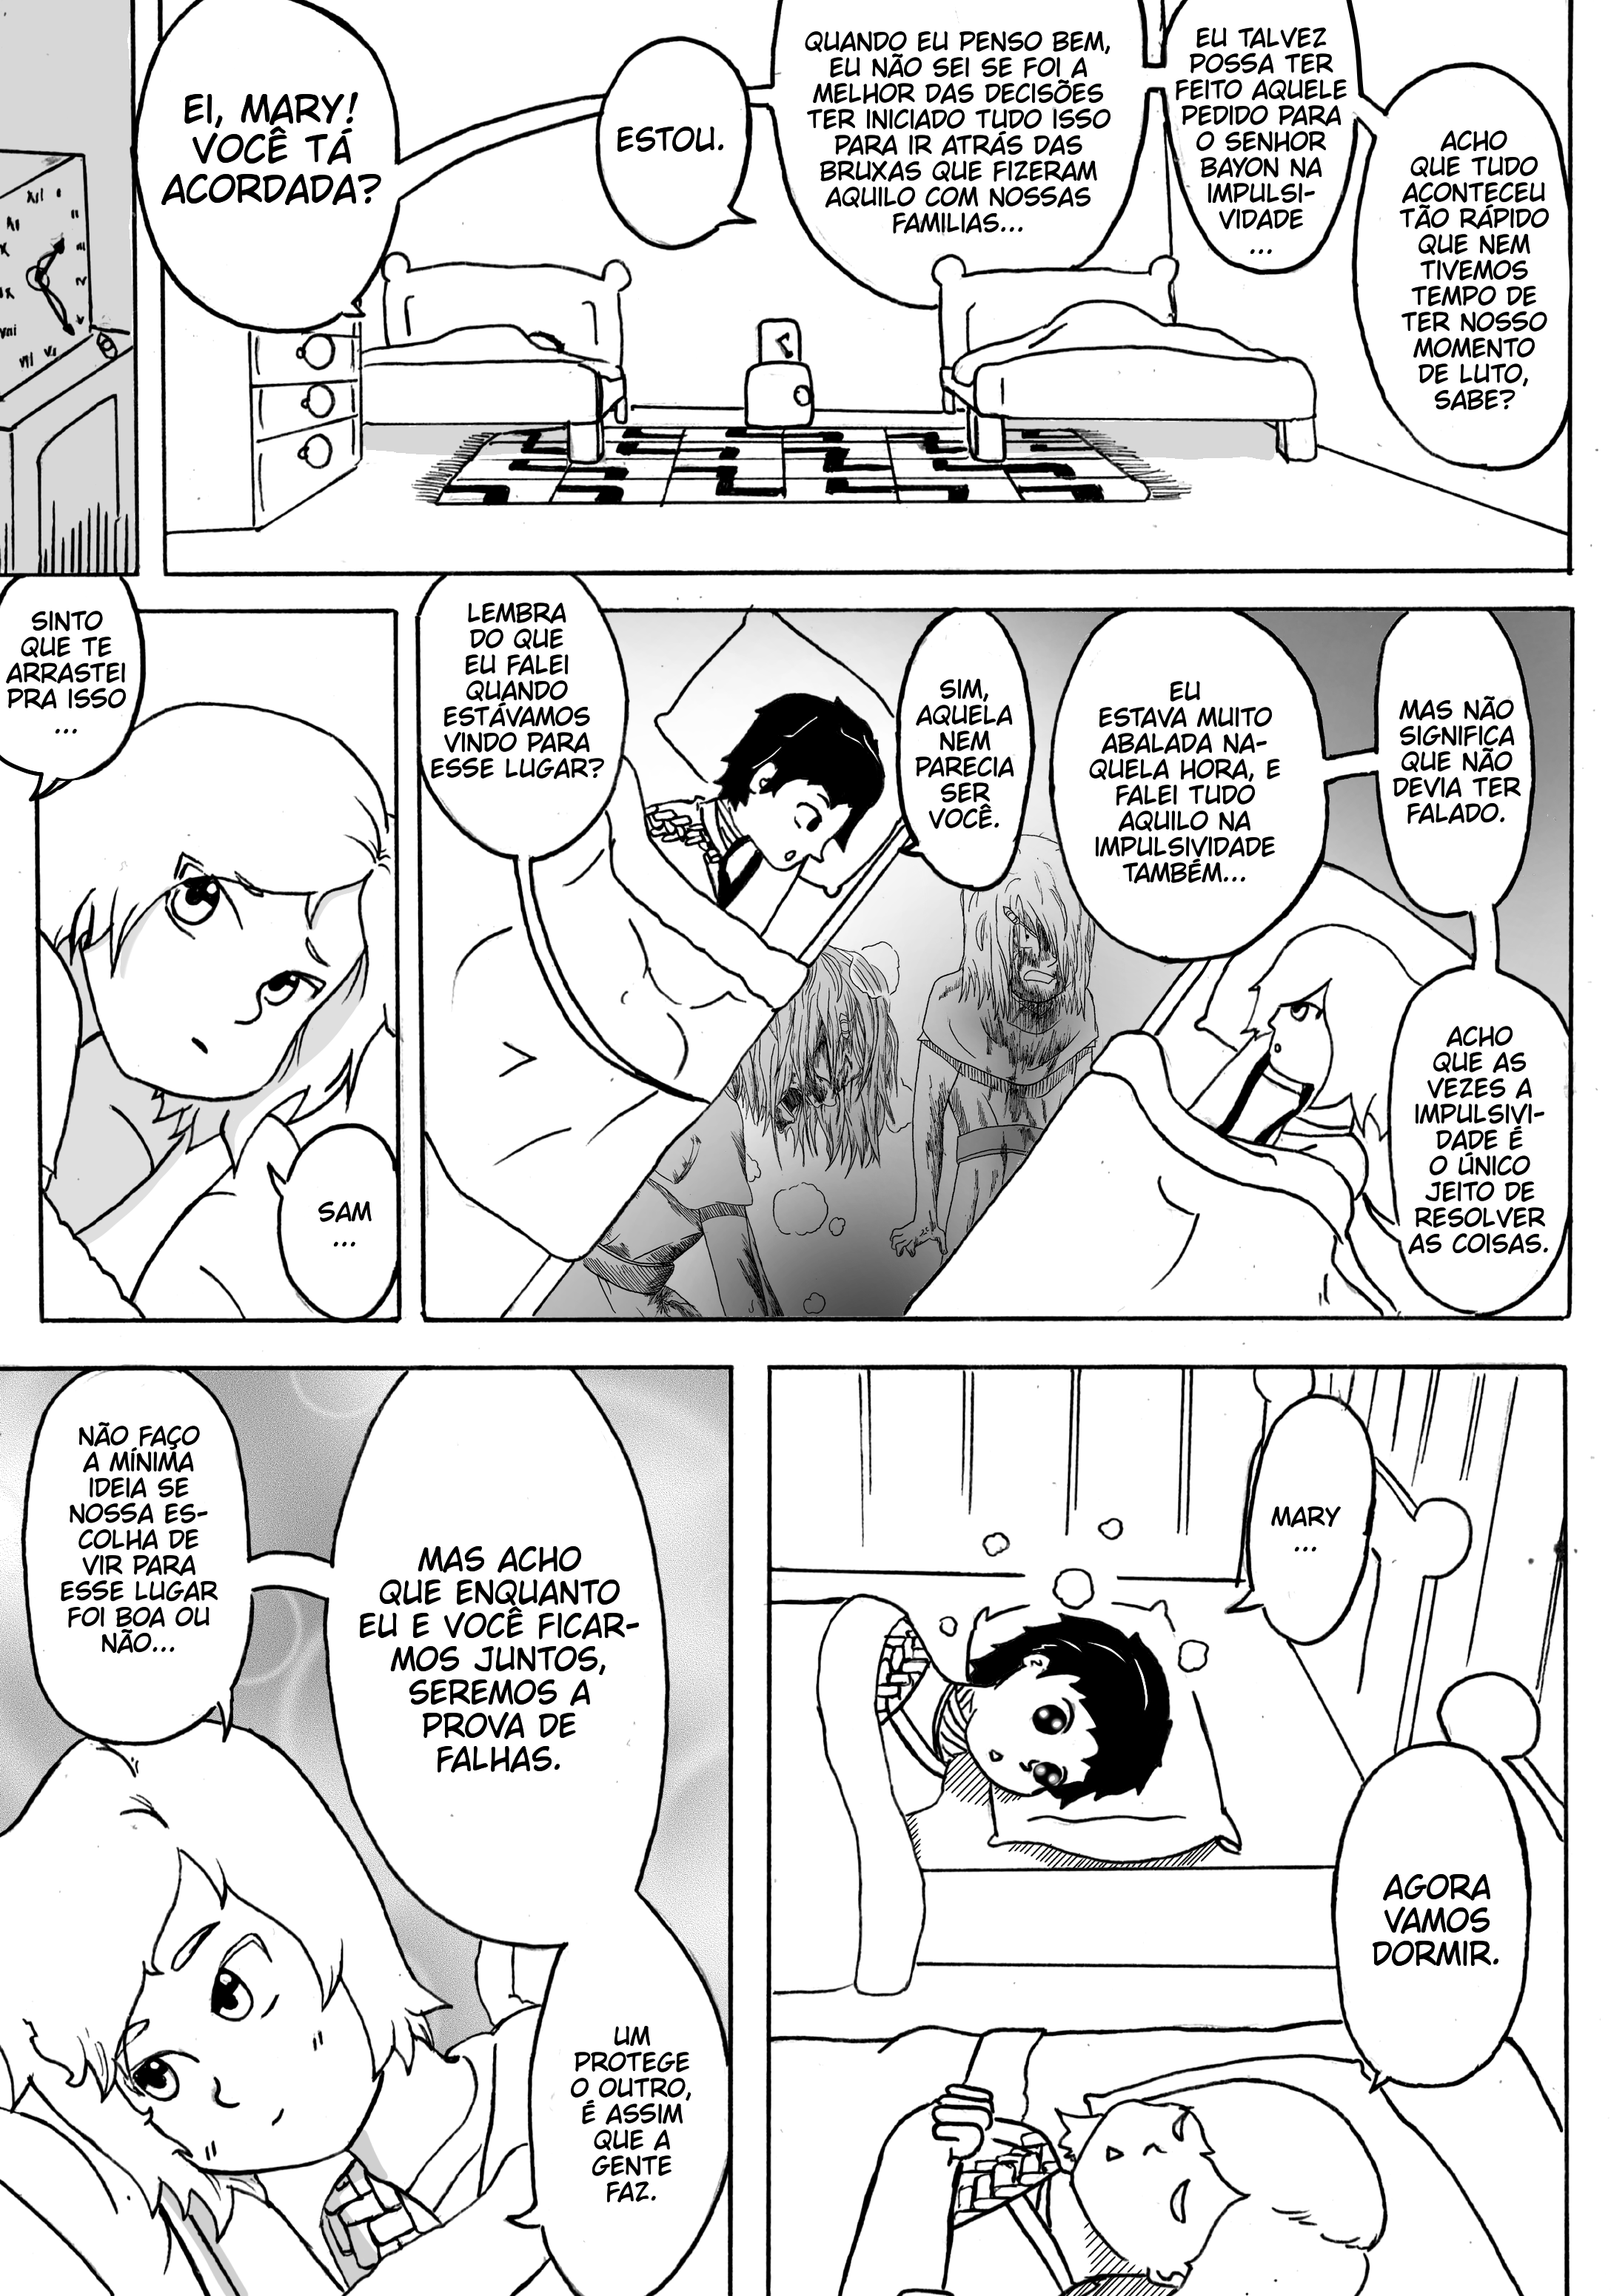 EI, MARY!
VOCÊ TÁ
ACORDADA?
ESTOU.
QUANDO EU PENSO BEM,
EU NÃO SEI SE FOI A
MELHOR DAS DECISÕES
TER INICIADO TUDO ISSO
PARA IR ATRÁS DAS
BRUXAS QUE FIZERAM
AQUILO COM NOSSAS
FAMILIAS...
EU TALVEZ
POSSA TER
FEITO AQUELE
PEDIDO PARA
O SENHOR
BAYON NA
IMPULSI-
VIDADE
...
ACHO
QUE TUDO
ACONTECEU
TÃO RÁPIDO
QUE NEM
TIVEMOS
TEMPO DE
TER NOSSO
MOMENTO
DE LUTO,
SABE?
SINTO
QUE TE
ARRASTEI
PRA ISSO
...
SAM
...
LEMBRA
DO QUE
EU FALEI
QUANDO
ESTÁVAMOS
VINDO PARA
ESSE LUGAR?
SIM,
AQUELA
NEM
PARECIA
SER
VOCÊ.
EU
ESTAVA MUITO
ABALADA NA-
QUELA HORA, E
FALEI TUDO
AQUILO NA
IMPULSIVIDADE
TAMBÉM...
MAS NÃO
SIGNIFICA
QUE NÃO
DEVIA TER
FALADO.
ACHO
QUE AS
VEZES A
IMPULSIVI-
DADE É
O ÚNICO
JEITO DE
RESOLVER
AS COISAS.
NÃO FAÇO
A MÍNIMA
IDEIA SE
NOSSA ES-
COLHA DE
VIR PARA
ESSE LUGAR
FOI BOA OU
NÃO...
MAS ACHO
QUE ENQUANTO
EU E VOCÊ FICAR-
MOS JUNTOS,
SEREMOS A
PROVA DE
FALHAS.
UM
PROTEGE
O OUTRO,
É ASSIM
QUE A
GENTE
FAZ.
MARY
...
AGORA
VAMOS
DORMIR.